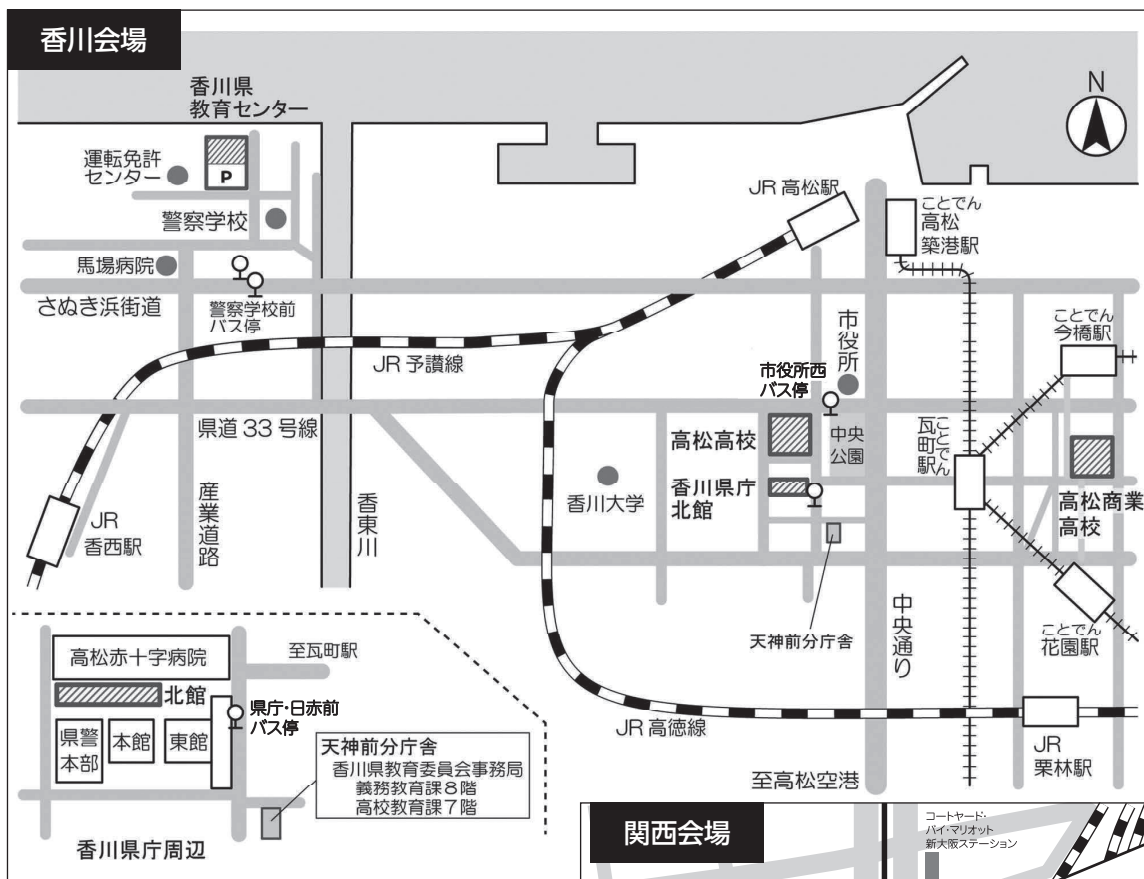 香川会場
香川県
教育センター
運転免許
センター
P
警察学校
馬場病院
さぬき浜街道
警察学校前
バス停
JR 予讃線
県道 33 号線
JR
香西駅
産業道路
香東川
N
JR 高松駅
ことでん
高松
築港駅
市役所
市役所西
バス停
ことでん
今橋駅
高松高校
中央
公園
ことでん
瓦町駅
香川大学
香川県庁
北館
高松商業
高校
天神前分庁舎
中央通り
ことでん
花園駅
JR 高徳線
JR
栗林駅
至高松空港
高松赤十字病院
至瓦町駅
北館
県庁・日赤前
バス停
県警
本部
本館
東館
天神前分庁舎
香川県教育委員会事務局
義務教育課8階
高校教育課7階
香川県庁周辺
関西会場
コートヤード・
バイ・マリオット
新大阪ステーション